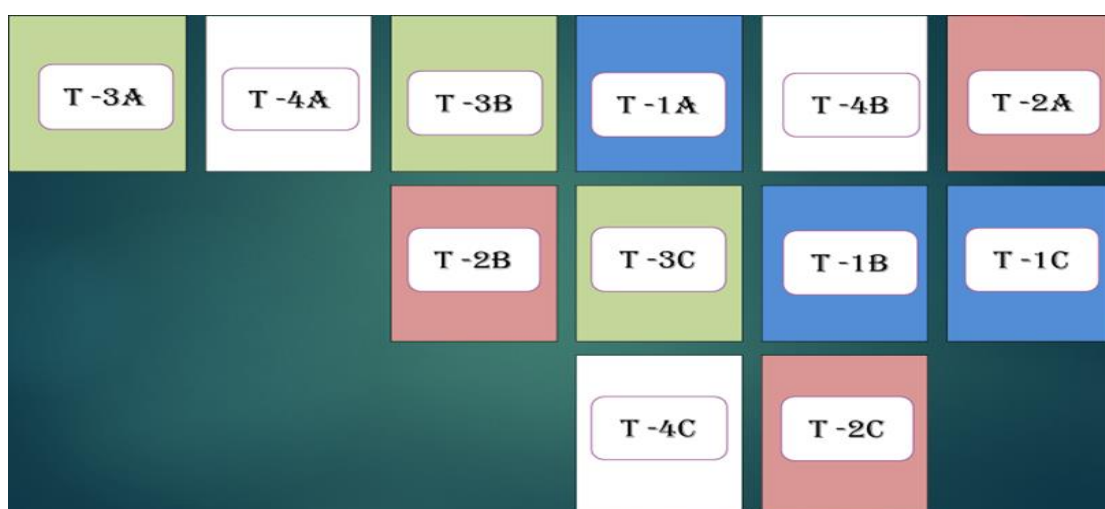 T -3A
T -4A
T -3B
T -1A
T -4B
T -2A
T -2B
T -3C
T -1B
T -1C
T -4C
T -2C